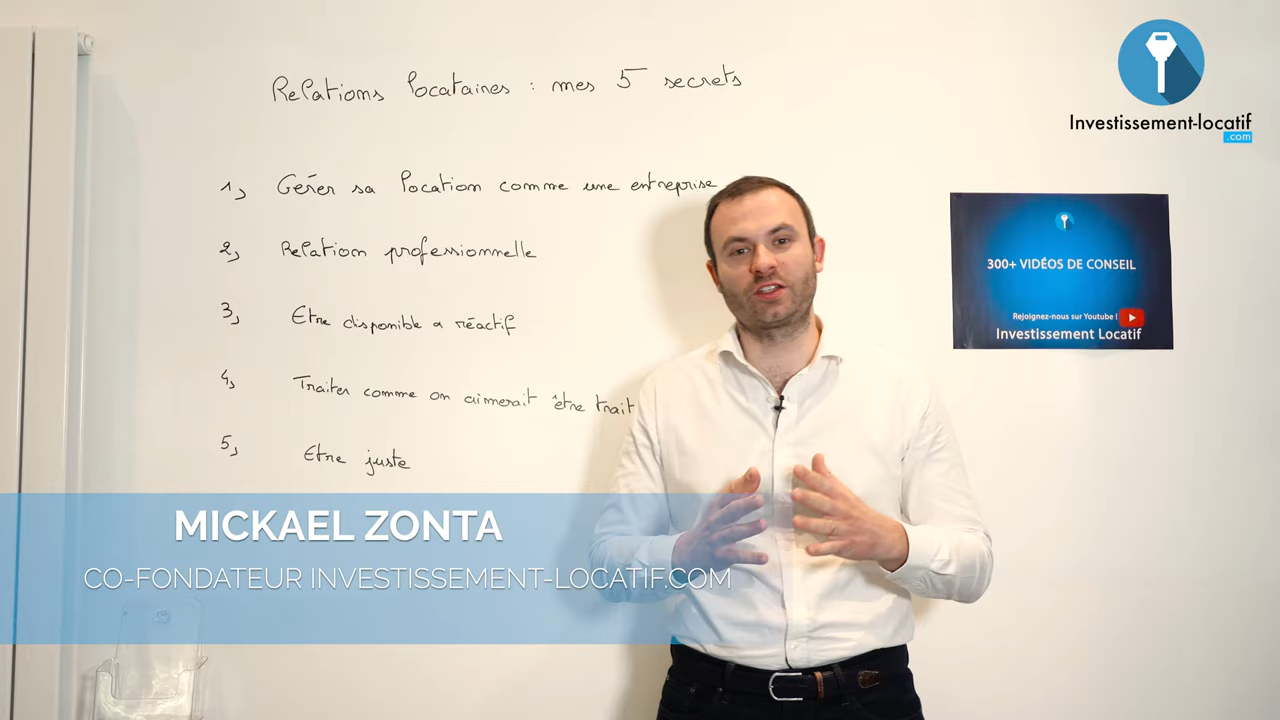 Relations locataires : mes 5 secrets
1) Gérer sa location comme une entreprise
2) Relation professionnelle
3) Etre disponible a réactif
4) Traiter comme on aimerait être trait
5) Etre juste
Investissement-locatif
.com
300+ VIDÉOS DE CONSEIL
Rejoignez-nous sur Youtube !
Investissement Locatif
MICKAEL ZONTA
CO-FONDATEUR INVESTISSEMENT-LOCATIF.COM